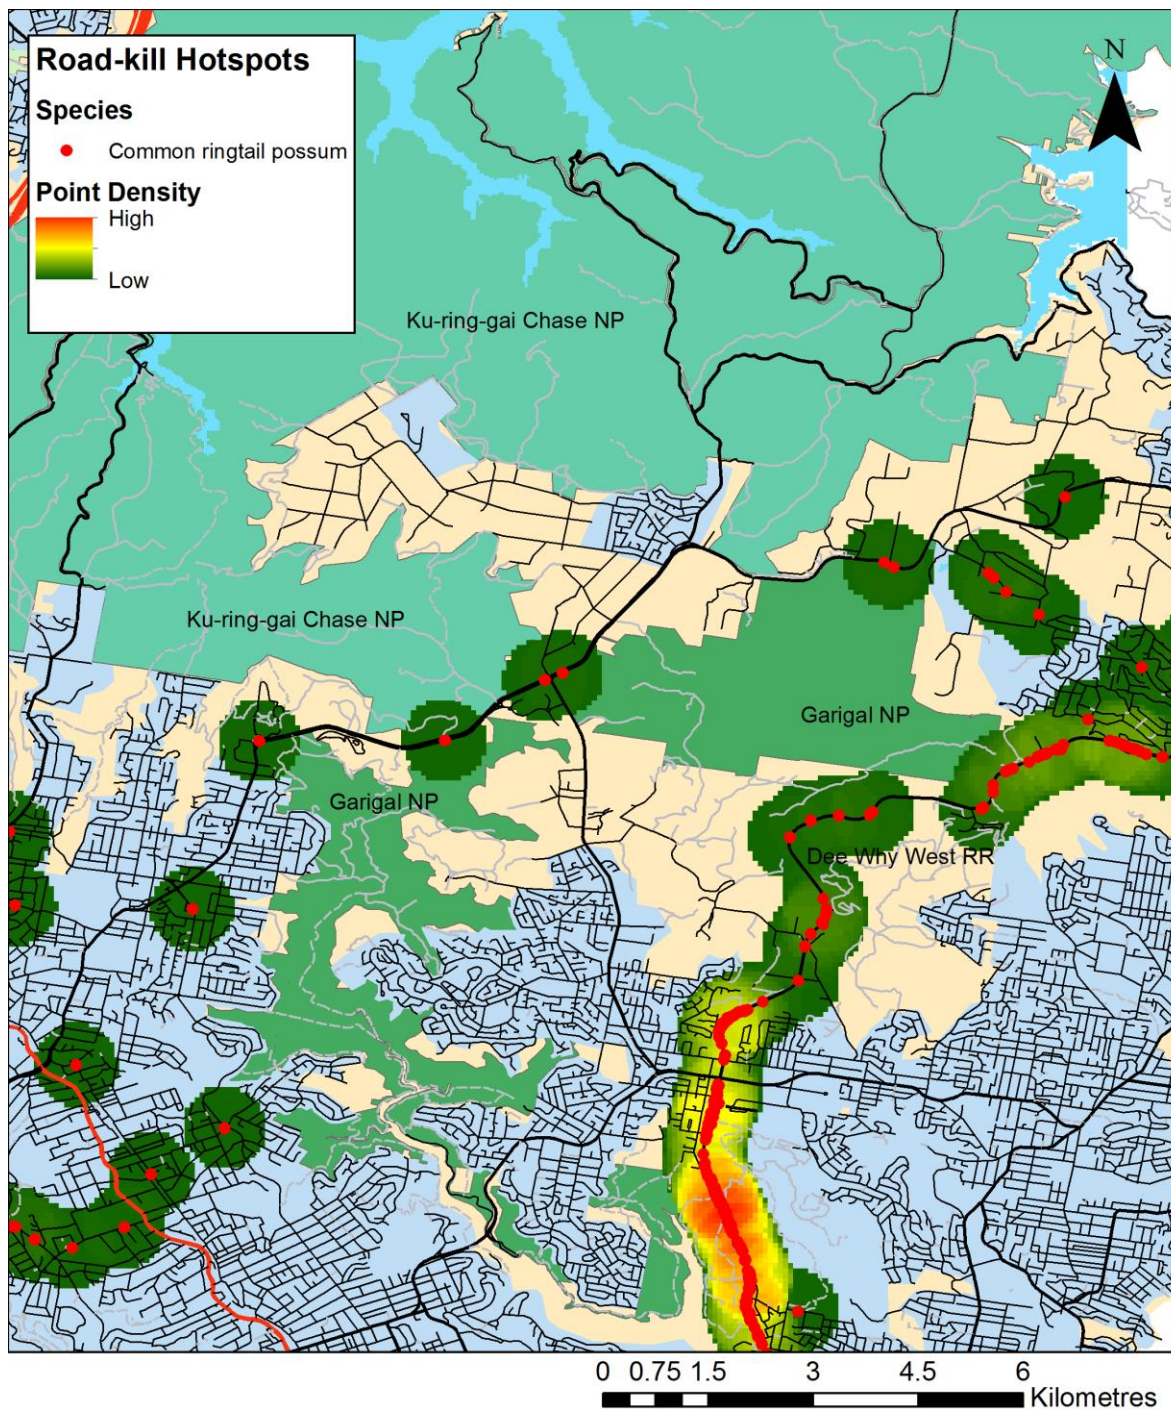 Road-kill Hotspots
Species
Common ringtail possum
Point Density
High
Low
N
Ku-ring-gai Chase NP
Ku-ring-gai Chase NP
Garigal NP
Garigal NP
Dee Why West RR
0 0.75 1.5 3 4.5 6
Kilometres